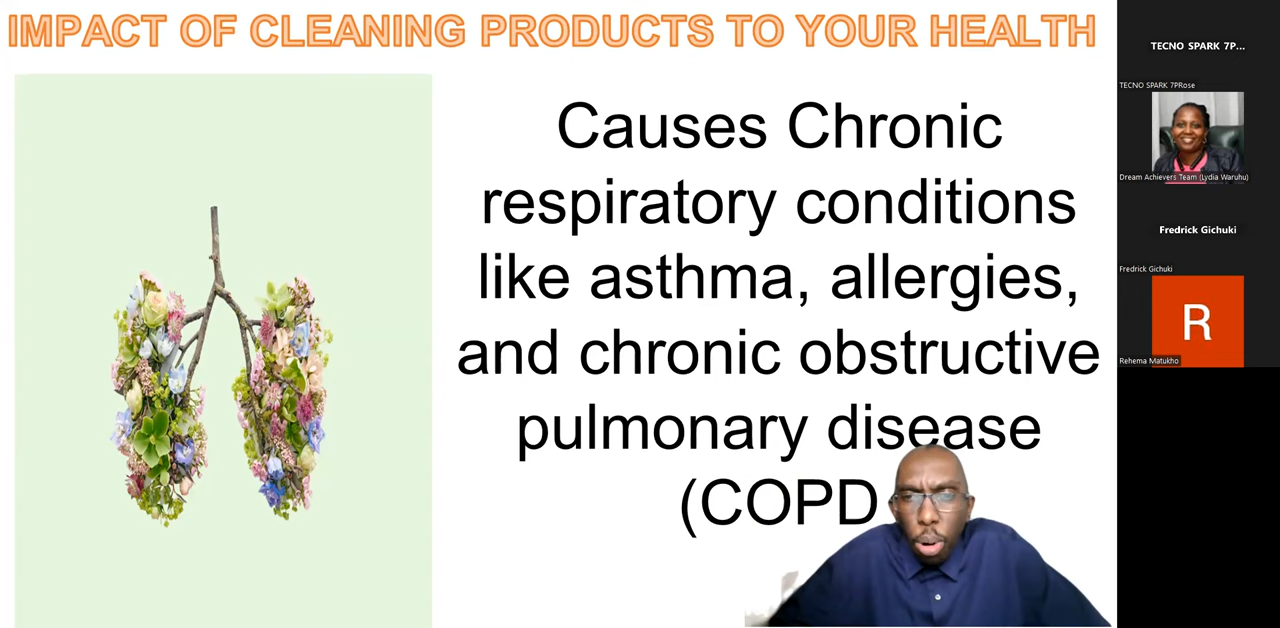 IMPACT OF CLEANING PRODUCTS TO YOUR HEALTH
Causes Chronic
respiratory conditions
like asthma, allergies,
and chronic obstructive
pulmonary disease
(COPD
TECNO SPARK 7P...
TECNO SPARK 7PRose
Dream Achievers Team (Lydia Waruhu)
Fredrick Gichuki
Fredrick Gichuki
R
Rehema Matukho